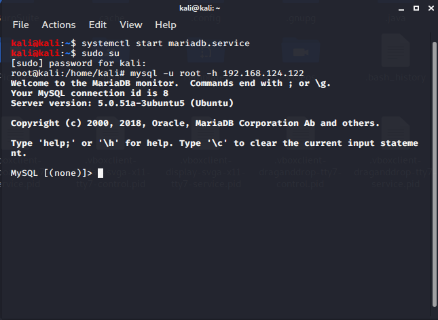 kali@kali: ~
File Actions Edit View Help
kali@kali:~$ systemctl start mariadb.service
kali@kali:~$ sudo su
[sudo] password for kali:
root@kali:/home/kali# mysql -u root -h 192.168.124.122
Welcome to the MariaDB monitor.  Commands end with ; or \g.
Your MySQL connection id is 8
Server version: 5.0.51a-3ubuntu5 (Ubuntu)
Copyright (c) 2000, 2018, Oracle, MariaDB Corporation Ab and others.
Type 'help;' or '\h' for help. Type '\c' to clear the current input stateme
nt.
MySQL [(none)]>